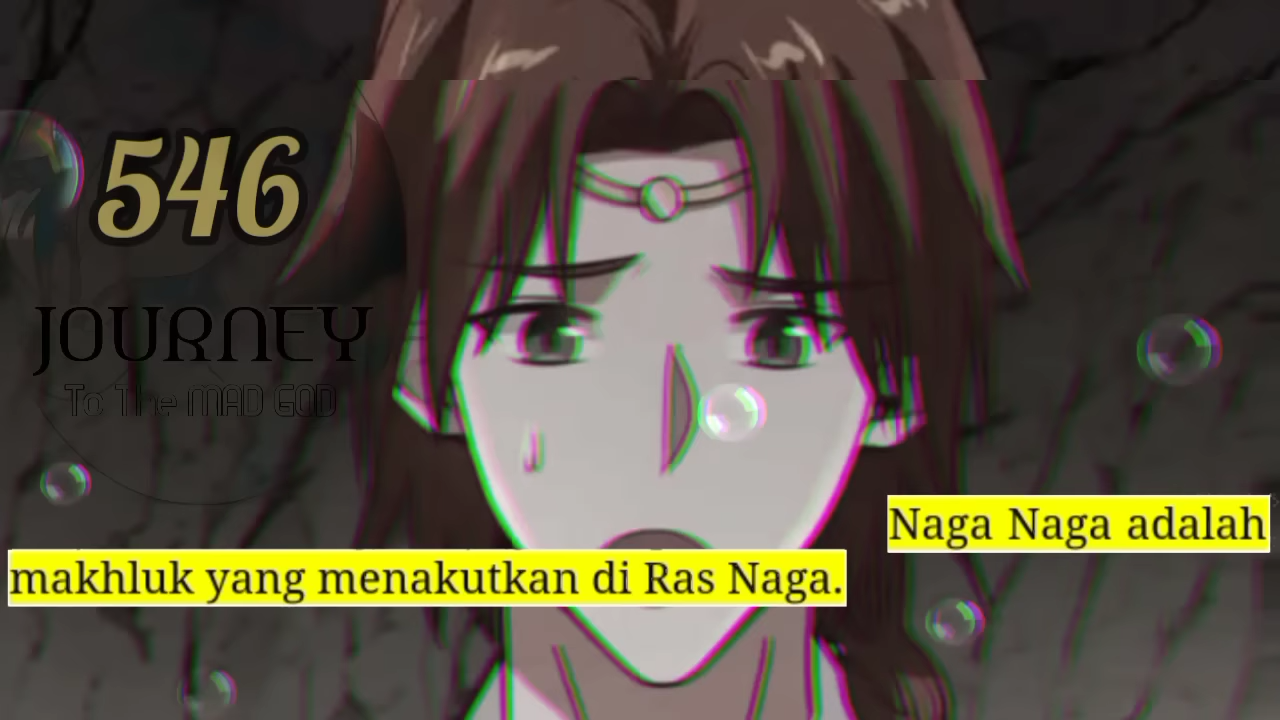 546
JOURNEY
To The MAD GOD
Naga Naga adalah
makhluk yang menakutkan di Ras Naga.